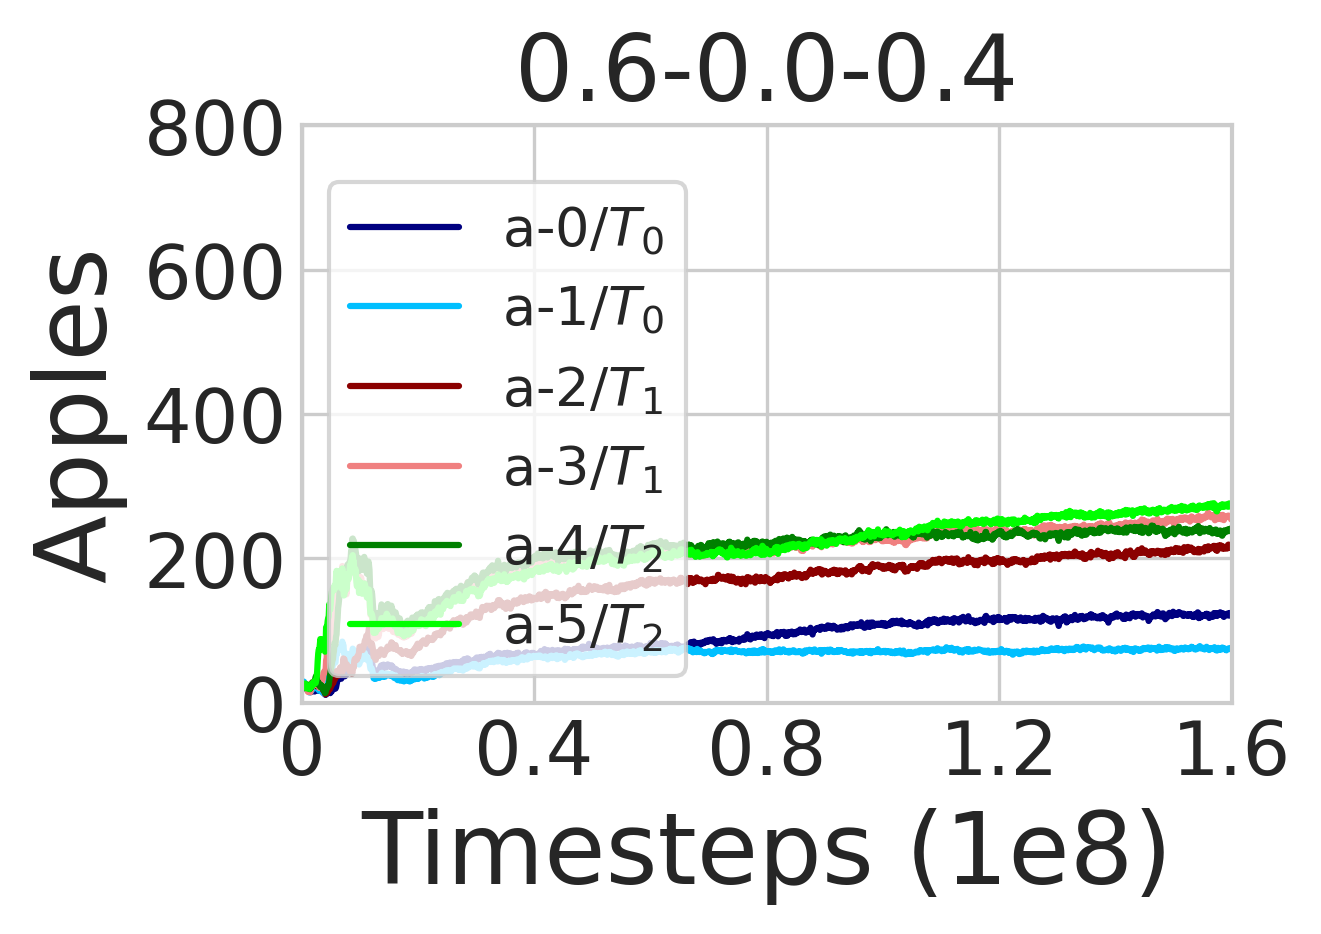 0.6-0.0-0.4
800
600
400
200
0
Apples
a-0/T₀
a-1/T₀
a-2/T₁
a-3/T₁
a-4/T₂
a-5/T₂
0 0.4 0.8 1.2 1.6
Timesteps (1e8)